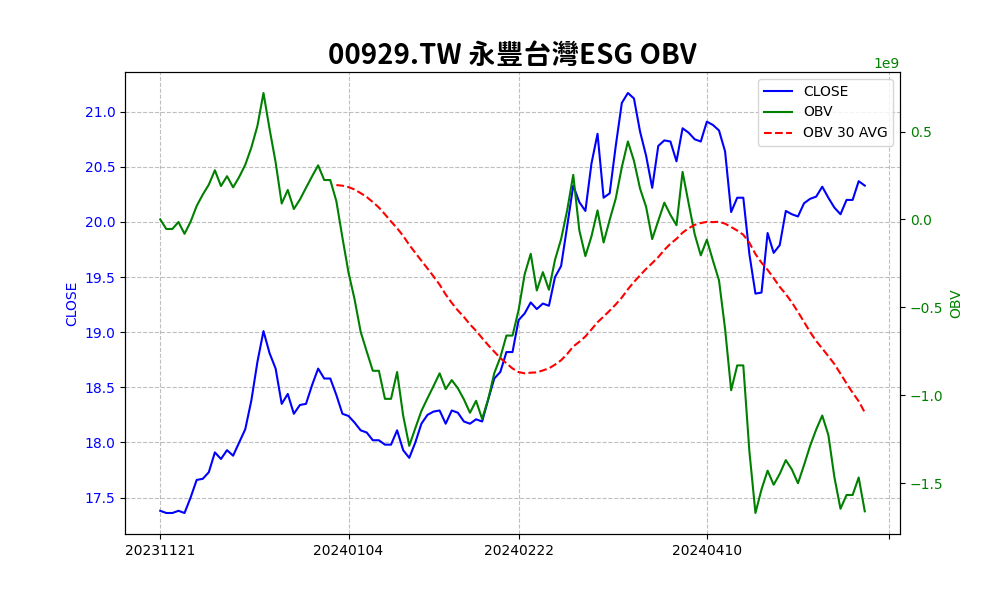 00929.TW 永豐台灣ESG OBV
1e9
CLOSE
OBV
OBV 30 AVG
21.0
20.5
20.0
19.5
19.0
18.5
18.0
17.5
CLOSE
0.5
0.0
−0.5
−1.0
−1.5
OBV
20231121
20240104
20240222
20240410